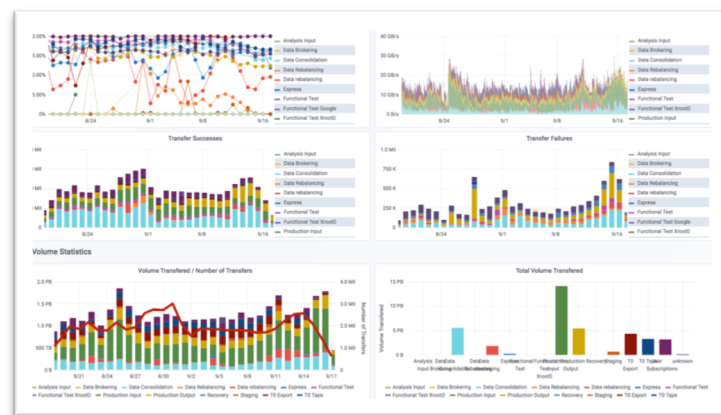 5.00%
5.00%
5.00%
5.00%
0%
8/24
9/1
9/8
9/16
Analysis Input
Data Brokering
Data Consolidation
Data Rebalancing
Data rebalancing
Express
Functional Test
Functional Test Google
Functional Test XrootD
40 GB/s
30 GB/s
20 GB/s
10 GB/s
0 GB/s
8/24
9/1
9/8
9/16
Analysis Input
Data Brokering
Data Consolidation
Data Rebalancing
Data rebalancing
Express
Functional Test
Functional Test XrootD
Production Input
Transfer Successes
0
8/24
9/1
9/8
9/16
Analysis Input
Data Brokering
Data Consolidation
Data Rebalancing
Data rebalancing
Express
Functional Test
Functional Test XrootD
Production Input
Transfer Failures
1.0 Mil
750 K
500 K
250 K
0
8/24
9/1
9/8
9/16
Analysis Input
Data Brokering
Data Consolidation
Data Rebalancing
Data rebalancing
Express
Functional Test
Functional Test Google
Functional Test XrootD
Volume Statistics
Volume Transfered / Number of Transfers
2.0 PB
1.5 PB
1.0 PB
500 TB
0 B
4.0 Mil
3.0 Mil
2.0 Mil
1.0 Mil
0
Number of Transfers
8/21
8/24
8/27
8/30
9/2
9/5
9/8
9/11
9/14
9/17
Analysis Input Data Brokering Data Consolidation Data Rebalancing Data rebalancing Express Functional Test
Functional Test XrootD Production Input Production Output Recovery Staging T0 Export T0 Tape
Total Volume Transfered
Volume Transfered
15 PB
10 PB
5 PB
0 B
Analysis
Input
Recovery
Staging
T0
Export
T0 Tape
User
Subscriptions
unknown
Analysis Input Data Brokering Data Consolidation Data Rebalancing Data rebalancing Express
Functional Test XrootD Production Input Production Output Recovery Staging T0 Export T0 Tape